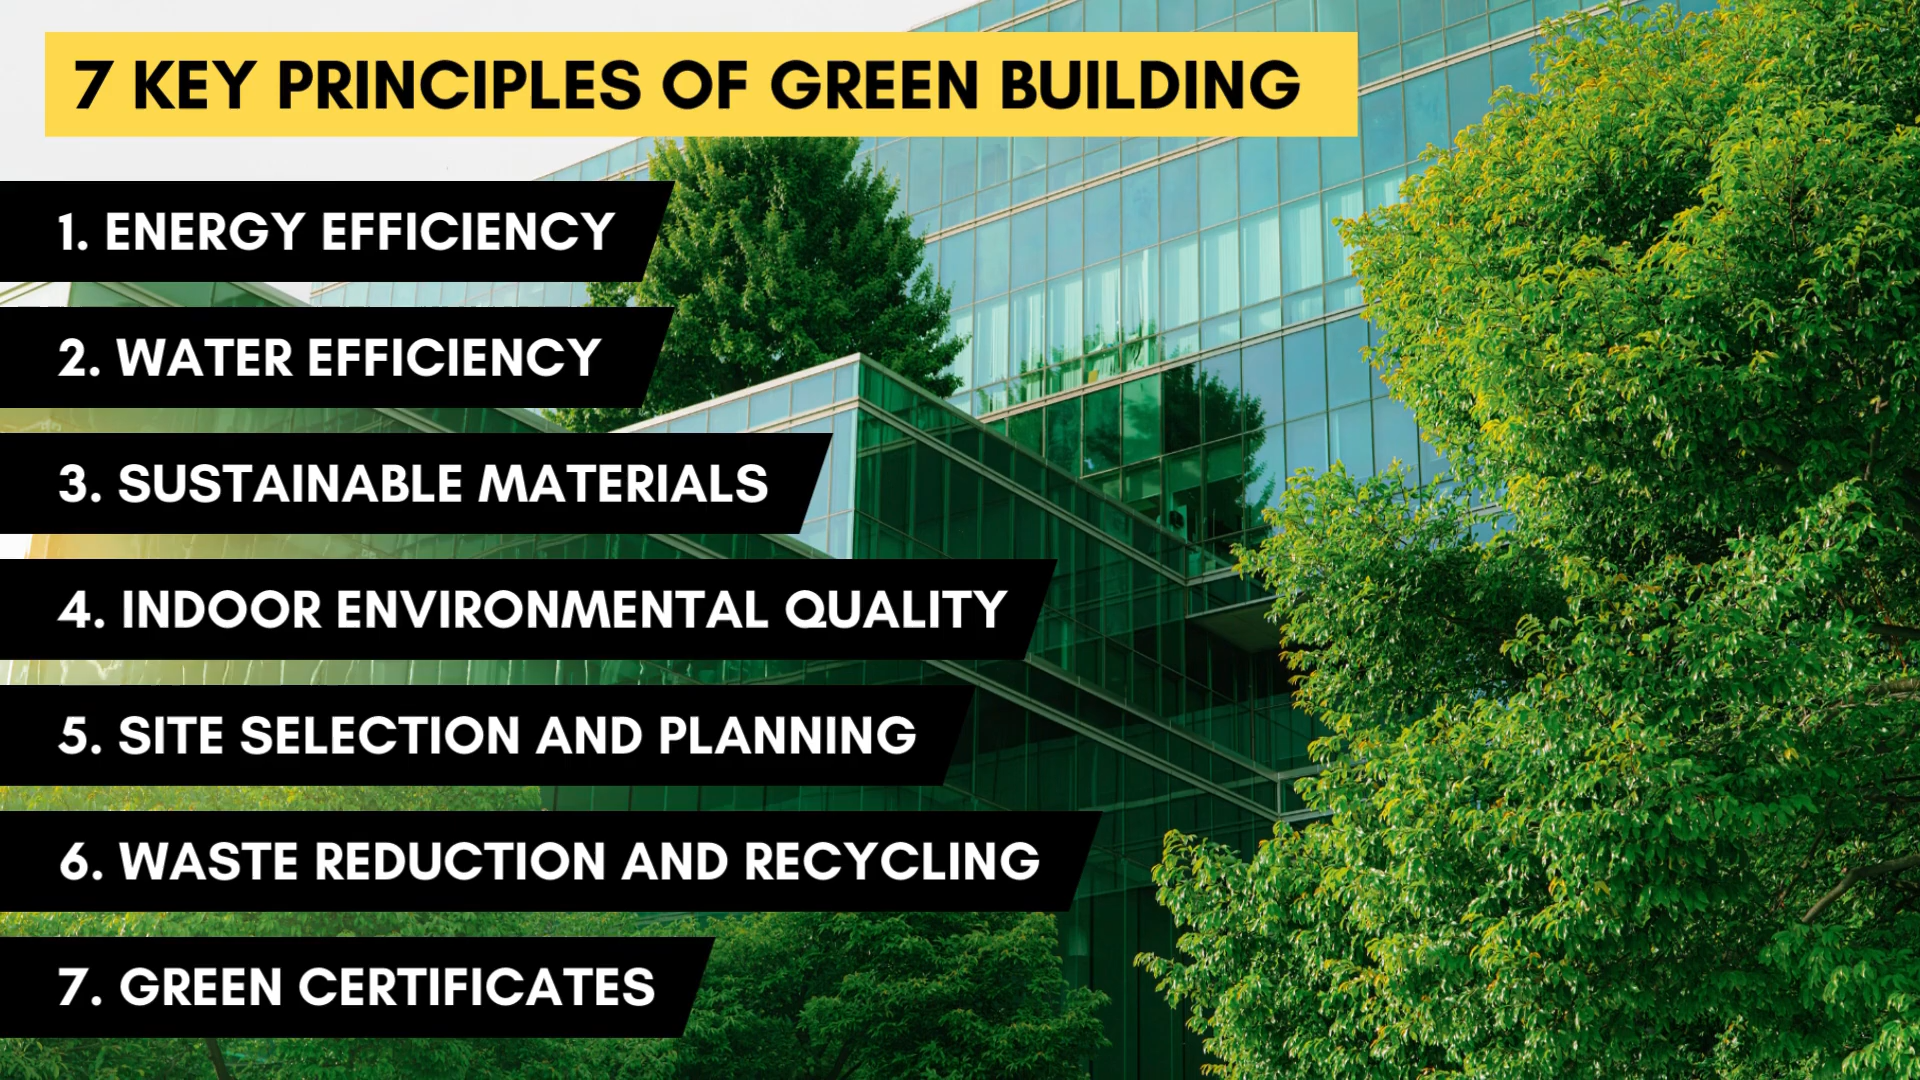 7 KEY PRINCIPLES OF GREEN BUILDING
1. ENERGY EFFICIENCY
2. WATER EFFICIENCY
3. SUSTAINABLE MATERIALS
4. INDOOR ENVIRONMENTAL QUALITY
5. SITE SELECTION AND PLANNING
6. WASTE REDUCTION AND RECYCLING
7. GREEN CERTIFICATES